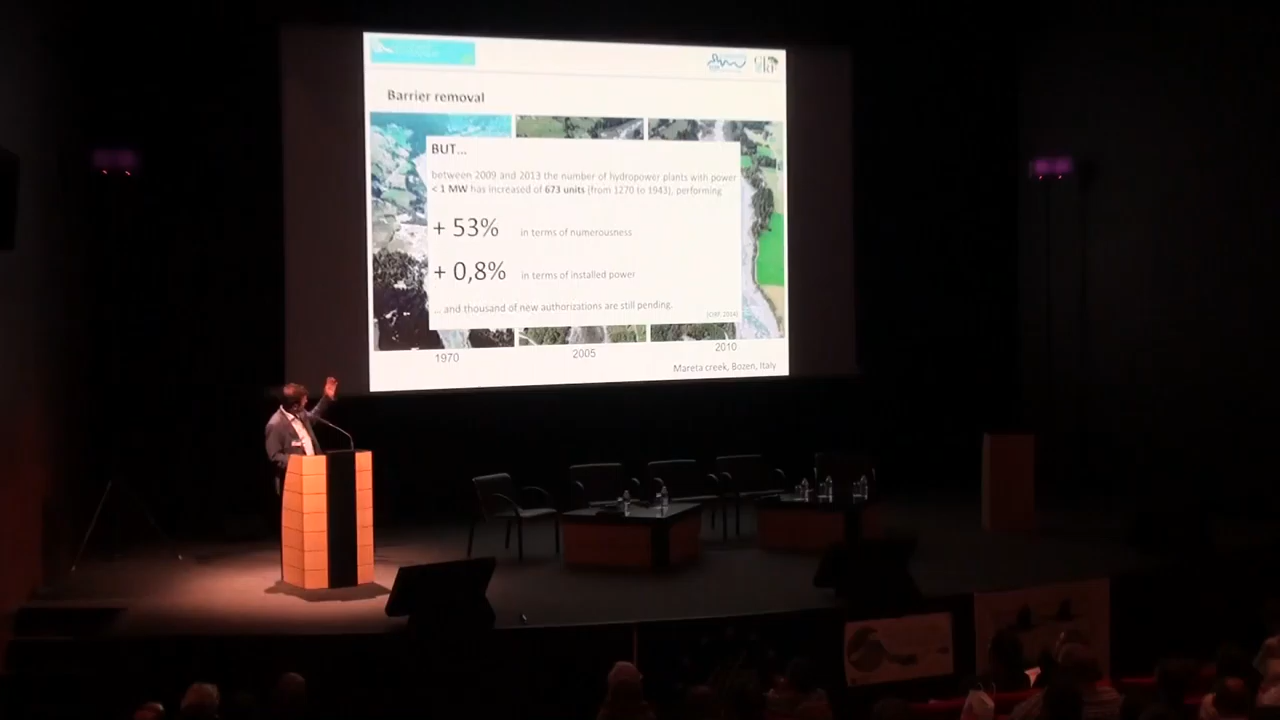 Barrier removal
BUT...
between 2009 and 2013 the number of hydropower plants with power
< 1 MW has increased of 673 units (from 1270 to 1943), performing
+ 53% in terms of numerousness
+ 0,8% in terms of installed power
... and thousand of new authorizations are still pending.
1970
2005
2010
Mareta creek, Bozen, Italy